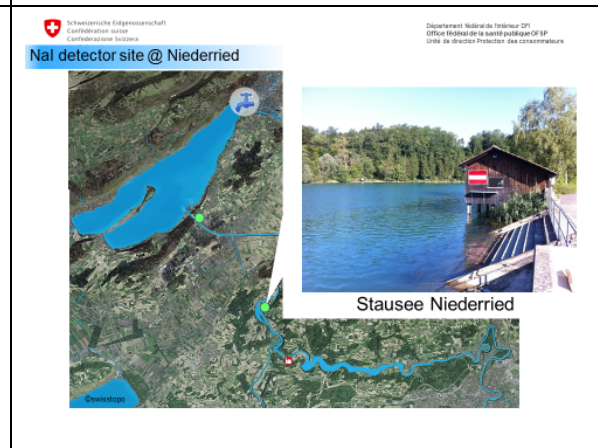 Schweizerische Eidgenossenschaft
Confédération suisse
Confederazione Svizzera
Département fédéral de l'intérieur DFI
Office fédéral de la santé publique OFSP
Unité de direction Protection des consommateurs
NaI detector site @ Niederried
Stausee Niederried
©swisstopo